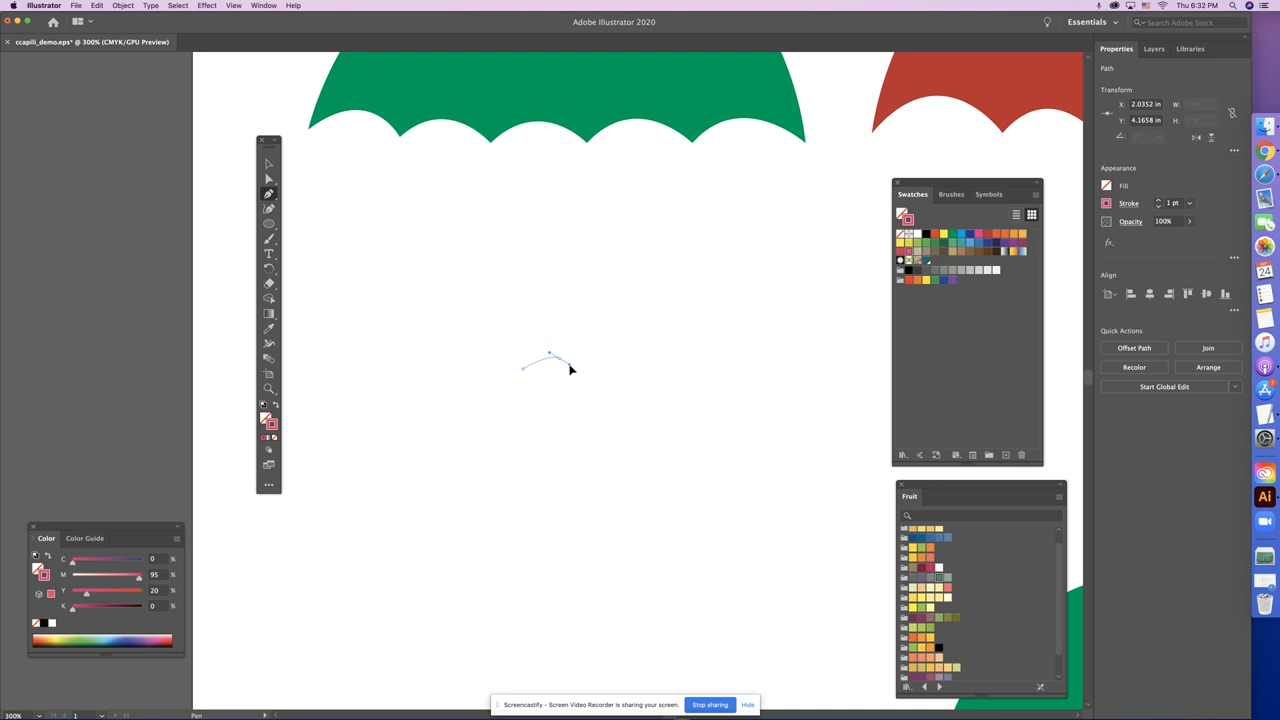 Illustrator File Edit Object Type Select Effect View Window Help
Thu 6:32 PM
Adobe Illustrator 2020
Essentials
Search Adobe Stock
ccapili_demo.eps* @ 300% (CMYK/GPU Preview)
Properties Layers Libraries
Path
Transform
X: 2.0352 in W:
Y: 4.1658 in H:
Appearance
Fill
Stroke 1 pt
Opacity 100%
fx.
Align
Quick Actions
Offset Path Join
Recolor Arrange
Start Global Edit
Swatches Brushes Symbols
Fruit
Color Color Guide
C 0 %
M 95 %
Y 20 %
K 0 %
24
Ai
Screencastify - Screen Video Recorder is sharing your screen. Stop sharing Hide
300% 1 Pen